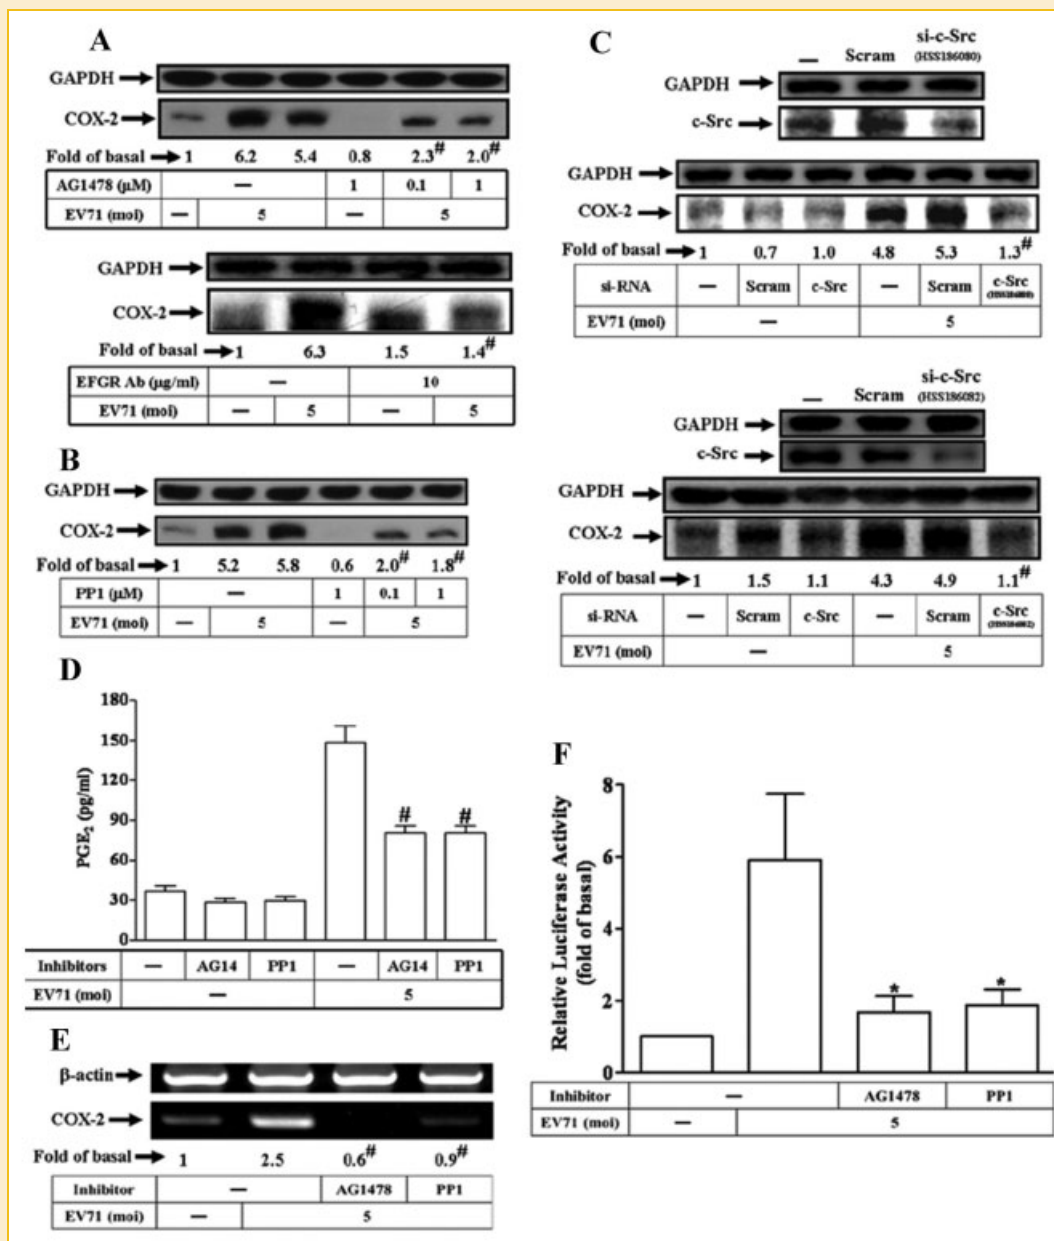 A
GAPDH
COX-2
Fold of basal 1 6.2 5.4 0.8 2.3# 2.0#
AG1478 (μM) — 1 0.1 1
EV71 (moi) — 5 — 5
GAPDH
COX-2
Fold of basal 1 6.3 1.5 1.4#
EFGR Ab (μg/ml) — 10
EV71 (moi) — 5 — 5
B
GAPDH
COX-2
Fold of basal 1 5.2 5.8 0.6 2.0# 1.8#
PP1 (μM) — 1 0.1 1
EV71 (moi) — 5 — 5
C
si-c-Src
— Scram (HSS186080)
GAPDH
c-Src
GAPDH
COX-2
Fold of basal 1 0.7 1.0 4.8 5.3 1.3#
si-RNA — Scram c-Src — Scram c-Src
(HSS186080)
EV71 (moi) — 5
si-c-Src
— Scram (HSS186082)
GAPDH
c-Src
GAPDH
COX-2
Fold of basal 1 1.5 1.1 4.3 4.9 1.1#
si-RNA — Scram c-Src — Scram c-Src
(HSS186082)
EV71 (moi) — 5
D
PGE2 (pg/ml)
180
150
120
90
60
30
0
# #
Inhibitors — AG14 PP1 — AG14 PP1
EV71 (moi) — 5
E
β-actin
COX-2
Fold of basal 1 2.5 0.6# 0.9#
Inhibitor — AG1478 PP1
EV71 (moi) — 5
F
Relative Luciferase Activity
(fold of basal)
8
6
4
2
0
* *
Inhibitor — AG1478 PP1
EV71 (moi) — 5